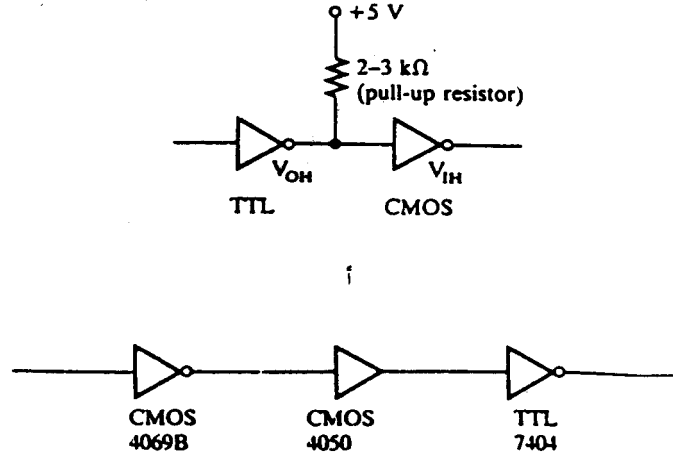 +5 V
2–3 kΩ
(pull-up resistor)
V_OH
V_IH
TTL
CMOS
أ
CMOS
4069B
CMOS
4050
TTL
7404